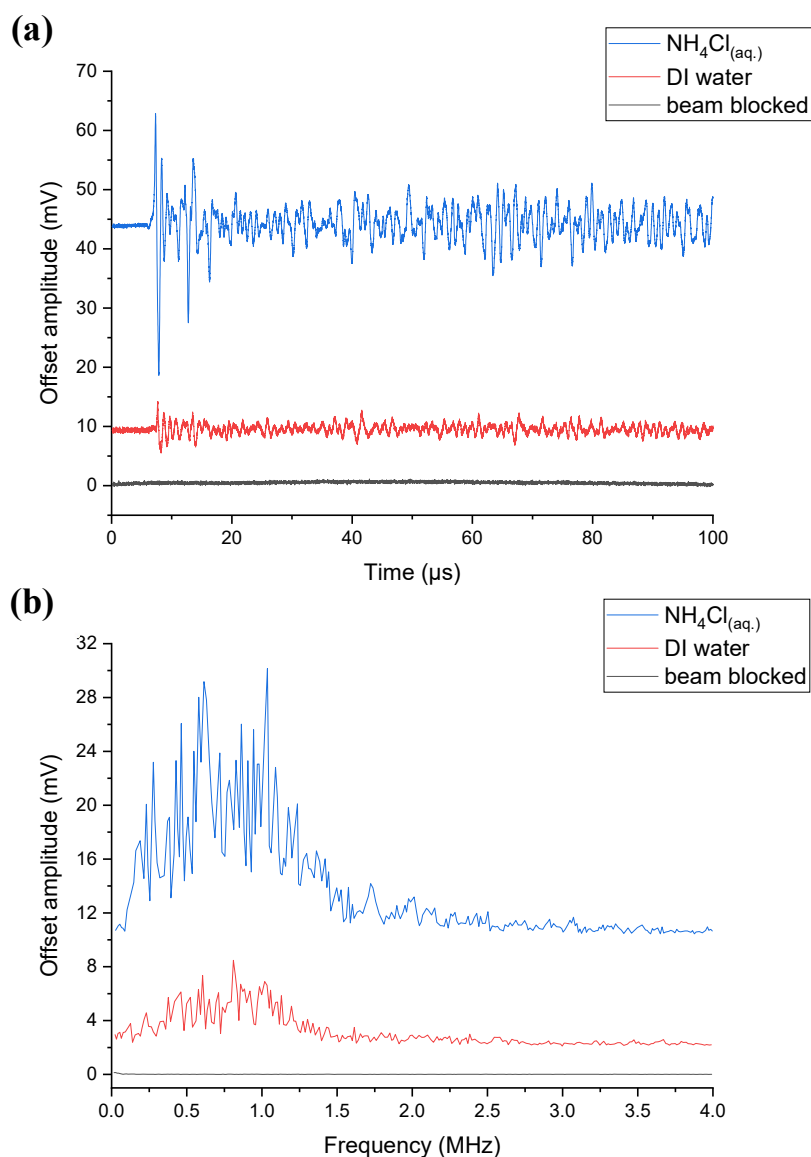 (a)
NH₄Cl(aq.)
DI water
beam blocked
70
60
50
40
30
20
10
0
Offset amplitude (mV)
0 20 40 60 80 100
Time (µs)
(b)
NH₄Cl(aq.)
DI water
beam blocked
32
28
24
20
16
12
8
4
0
Offset amplitude (mV)
0.0 0.5 1.0 1.5 2.0 2.5 3.0 3.5 4.0
Frequency (MHz)